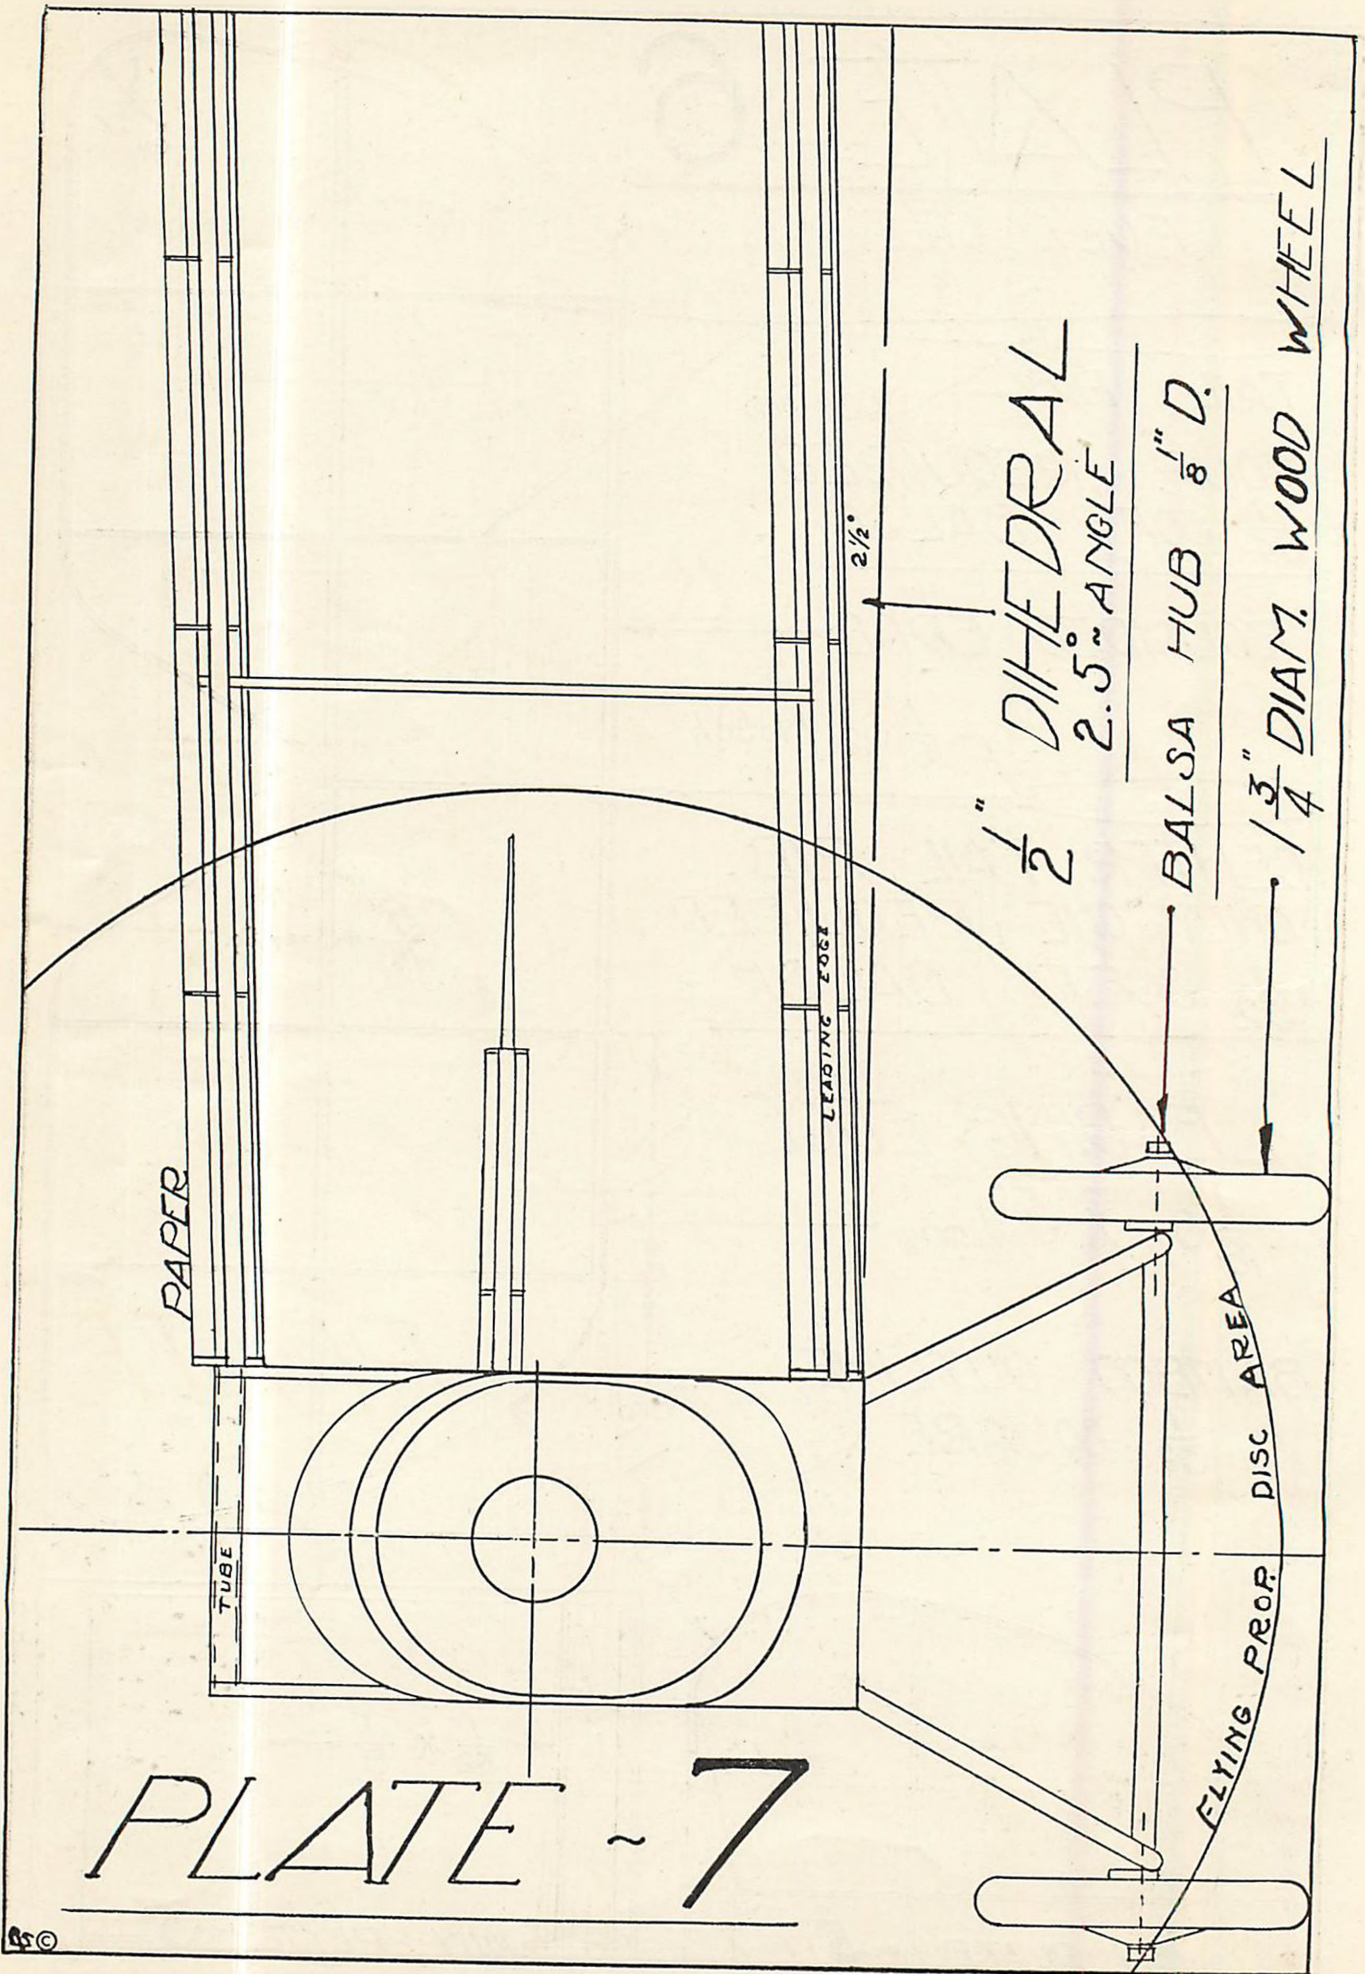 PAPER
TUBE
LEADING EDGE
2½°
½" DIHEDRAL
2.5° ~ ANGLE
BALSA HUB ⅛" D.
1¾" DIAM. WOOD WHEEL
FLYING PROP. DISC AREA
PLATE ~ 7
©